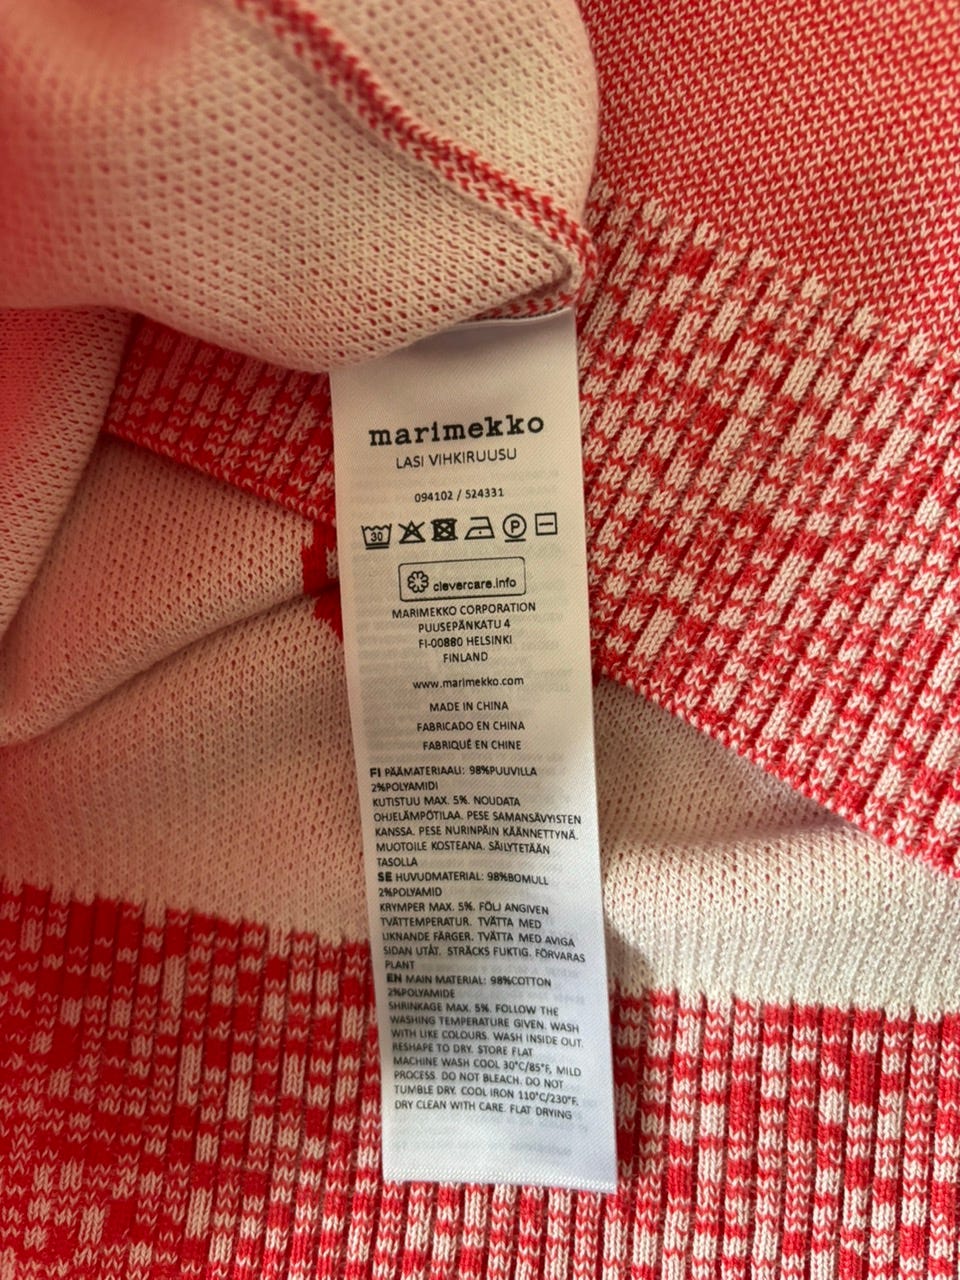 marimekko
LASI VIHKIRUUSU
094102 / 524331
30 P
clevercare.info
MARIMEKKO CORPORATION
PUUSEPÄNKATU 4
FI-00880 HELSINKI
FINLAND
www.marimekko.com
MADE IN CHINA
FABRICADO EN CHINA
FABRIQUÉ EN CHINE
FI PÄÄMATERIAALI: 98%PUUVILLA
2%POLYAMIDI
KUTISTUU MAX. 5%. NOUDATA
OHJELÄMPÖTILAA. PESE SAMANSÄVYISTEN
KANSSA. PESE NURINPÄIN KÄÄNNETTYNÄ.
MUOTOILE KOSTEANA. SÄILYTETÄÄN
TASOLLA
SE HUVUDMATERIAL: 98%BOMULL
2%POLYAMID
KRYMPER MAX. 5%. FÖLJ ANGIVEN
TVÄTTEMPERATUR. TVÄTTA MED
LIKNANDE FÄRGER. TVÄTTA MED AVIGA
SIDAN UTÅT. STRÄCKS FUKTIG. FÖRVARAS
PLANT
EN MAIN MATERIAL: 98%COTTON
2%POLYAMIDE
SHRINKAGE MAX. 5%. FOLLOW THE
WASHING TEMPERATURE GIVEN. WASH
WITH LIKE COLOURS. WASH INSIDE OUT.
RESHAPE TO DRY. STORE FLAT
MACHINE WASH COOL 30°C/85°F, MILD
PROCESS. DO NOT BLEACH. DO NOT
TUMBLE DRY. COOL IRON 110°C/230°F.
DRY CLEAN WITH CARE. FLAT DRYING